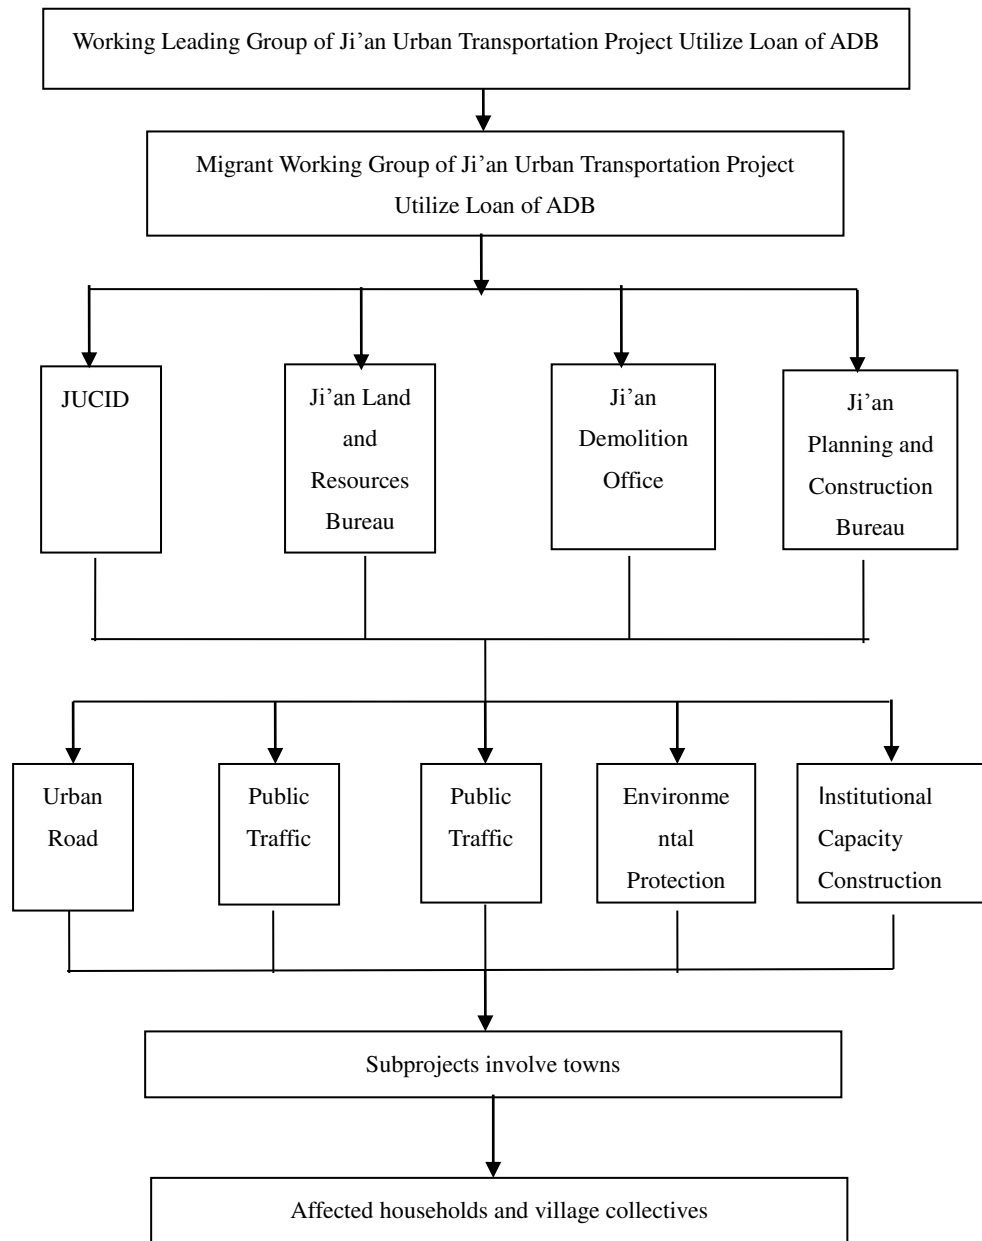 Working Leading Group of Ji’an Urban Transportation Project Utilize Loan of ADB
Migrant Working Group of Ji’an Urban Transportation Project
Utilize Loan of ADB
JUCID
Ji’an Land
and
Resources
Bureau
Ji’an
Demolition
Office
Ji’an
Planning and
Construction
Bureau
Urban
Road
Public
Traffic
Public
Traffic
Environme
ntal
Protection
Institutional
Capacity
Construction
Subprojects involve towns
Affected households and village collectives